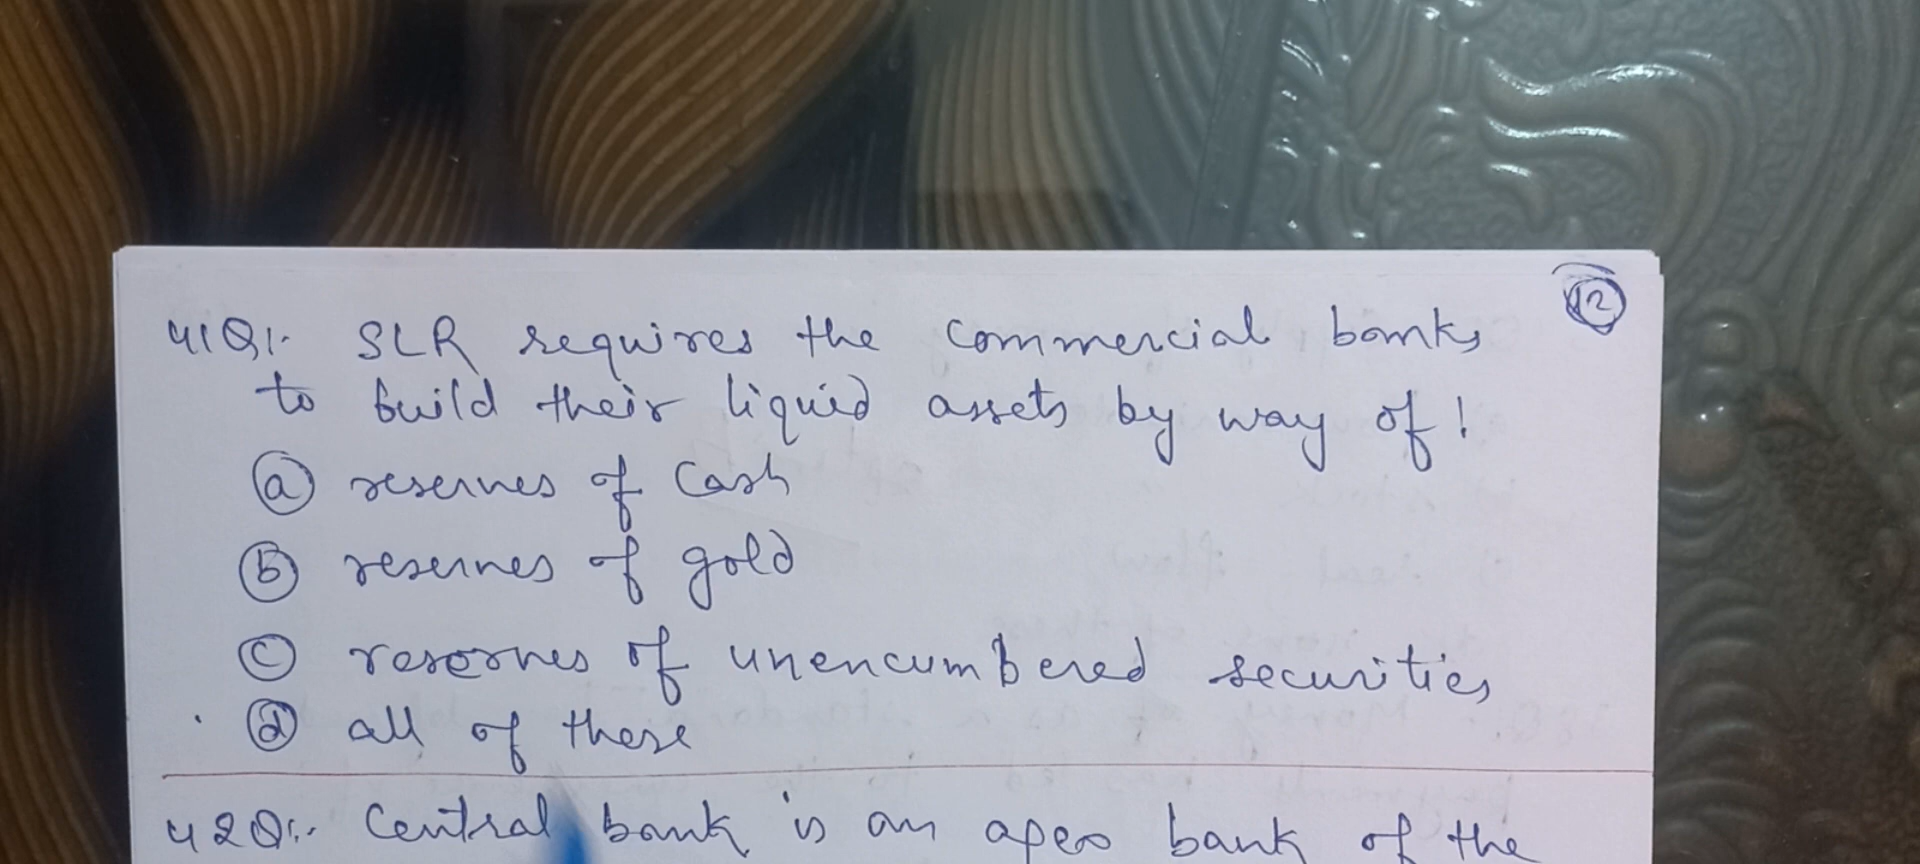 12
41Q:- SLR requires the commercial banks
to build their liquid assets by way of!
(a) reserves of cash
(b) reserves of gold
(c) reserves of unencumbered securities
(d) all of these
42Q:- Central bank is an apex bank of the